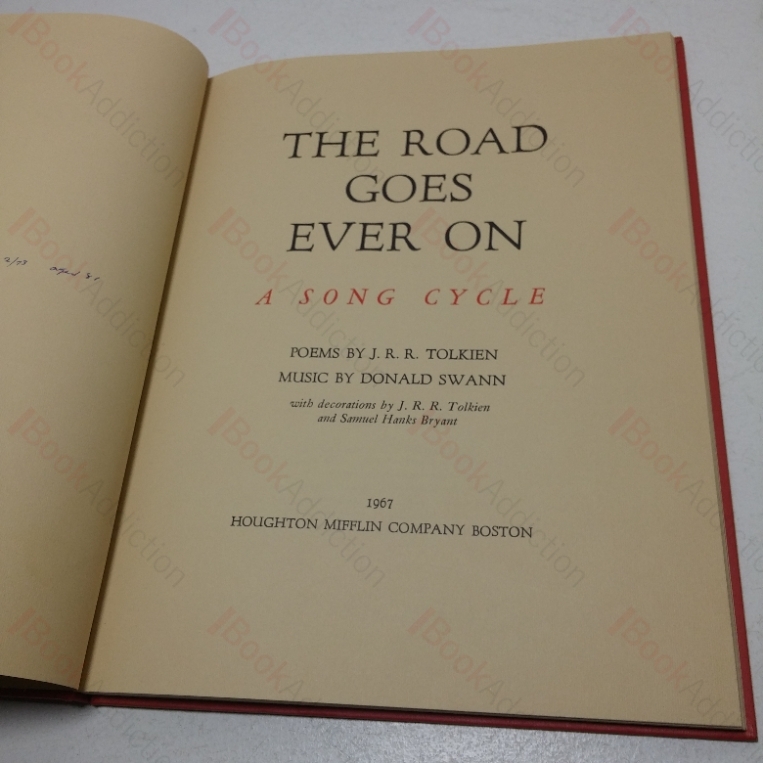 THE ROAD
GOES
EVER ON
A SONG CYCLE
POEMS BY J. R. R. TOLKIEN
MUSIC BY DONALD SWANN
with decorations by J. R. R. Tolkien
and Samuel Hanks Bryant
1967
HOUGHTON MIFFLIN COMPANY BOSTON
BookAddiction